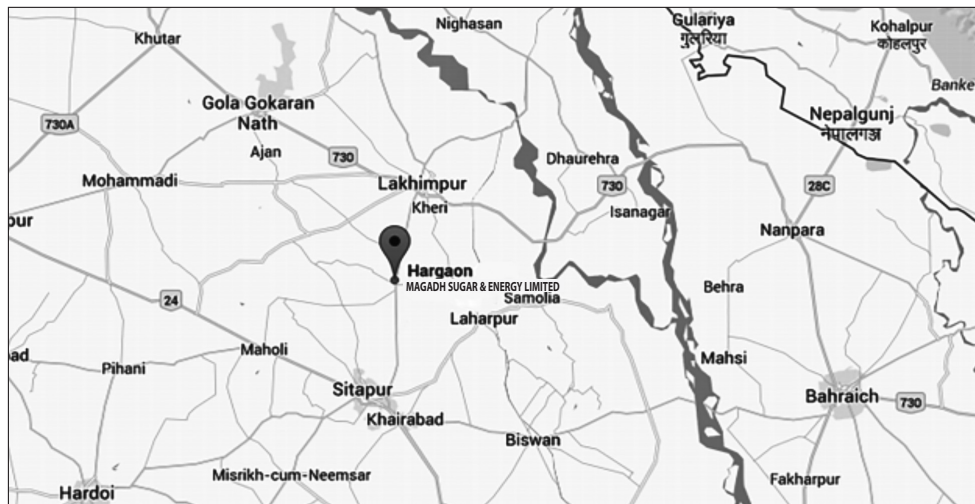 Nighasan
Khutar
Gulariya
गुलरिया
Kohalpur
कोहलपुर
Banke
Gola Gokaran
Nath
730A
Ajan
730
Nepalgunj
नेपालगञ्ज
Mohammadi
Lakhimpur
Kheri
Dhaurehra
730
28C
pur
Isanagar
Nanpara
Hargaon
MAGADH SUGAR & ENERGY LIMITED
Samolia
Behra
24
Laharpur
ad
Pihani
Maholi
Mahsi
Sitapur
Khairabad
Bahraich
730
Biswan
Misrikh-cum-Neemsar
Fakharpur
Hardoi